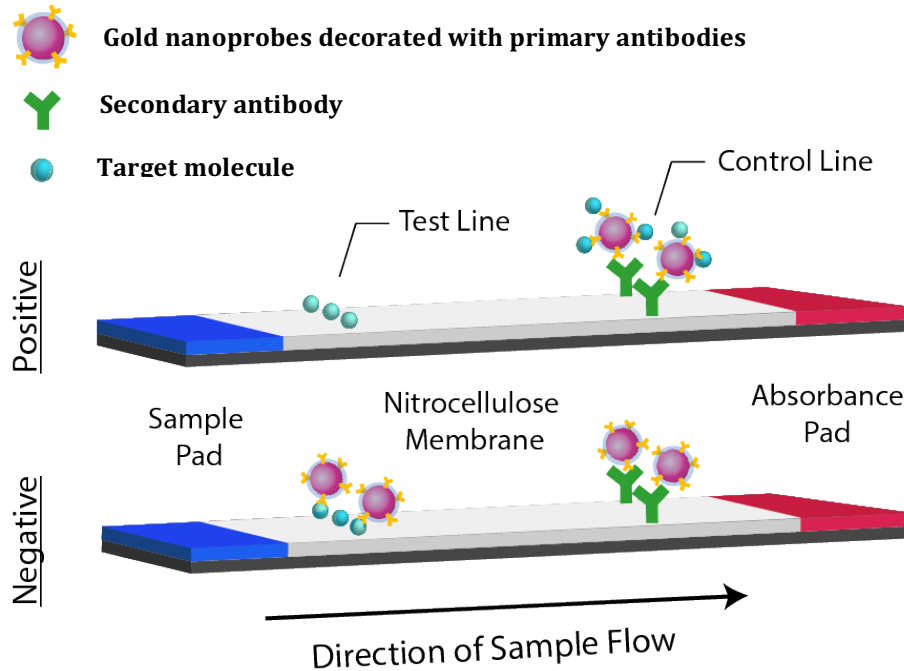 Gold nanoprobes decorated with primary antibodies
Secondary antibody
Target molecule
Control Line
Test Line
Positive
Sample
Pad
Nitrocellulose
Membrane
Absorbance
Pad
Negative
Direction of Sample Flow